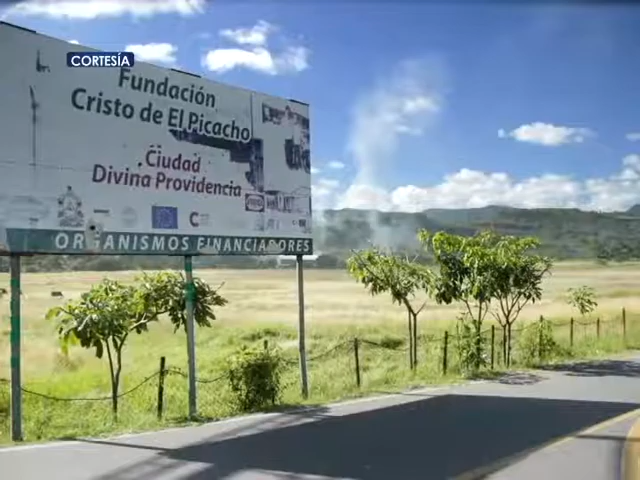 CORTESÍA
Fundación
Cristo de El Picacho
Ciudad
Divina Providencia
ORGANISMOS FINANCIADORES